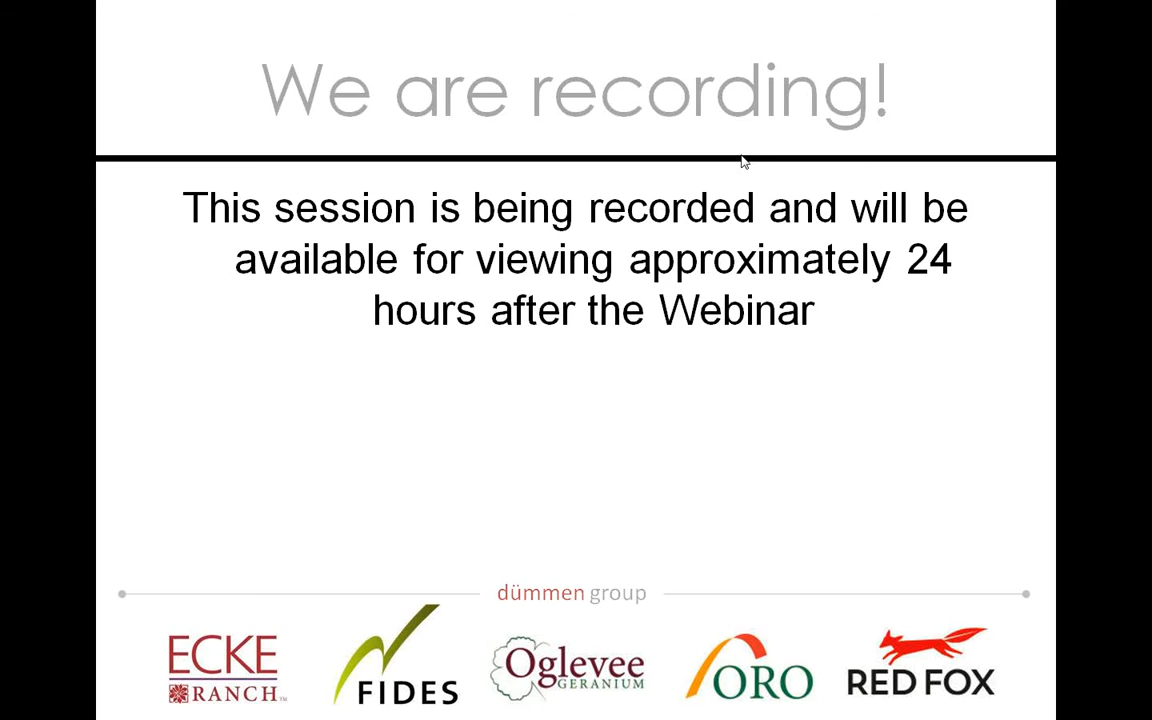 We are recording!
This session is being recorded and will be
available for viewing approximately 24
hours after the Webinar
dümmen group
ECKE
RANCH™
FIDES
Oglevee
GERANIUM
ORO
RED FOX